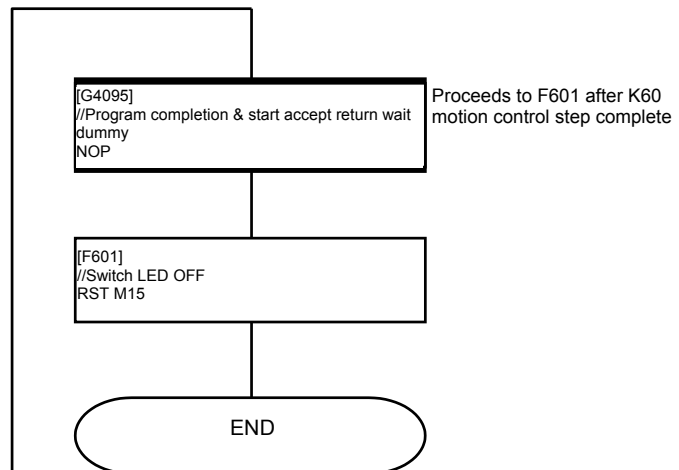 [G4095]
//Program completion & start accept return wait
dummy
NOP
Proceeds to F601 after K60
motion control step complete
[F601]
//Switch LED OFF
RST M15
END